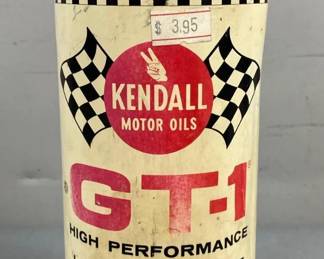 $ 3.95
KENDALL
MOTOR OILS
GT-1
HIGH PERFORMANCE